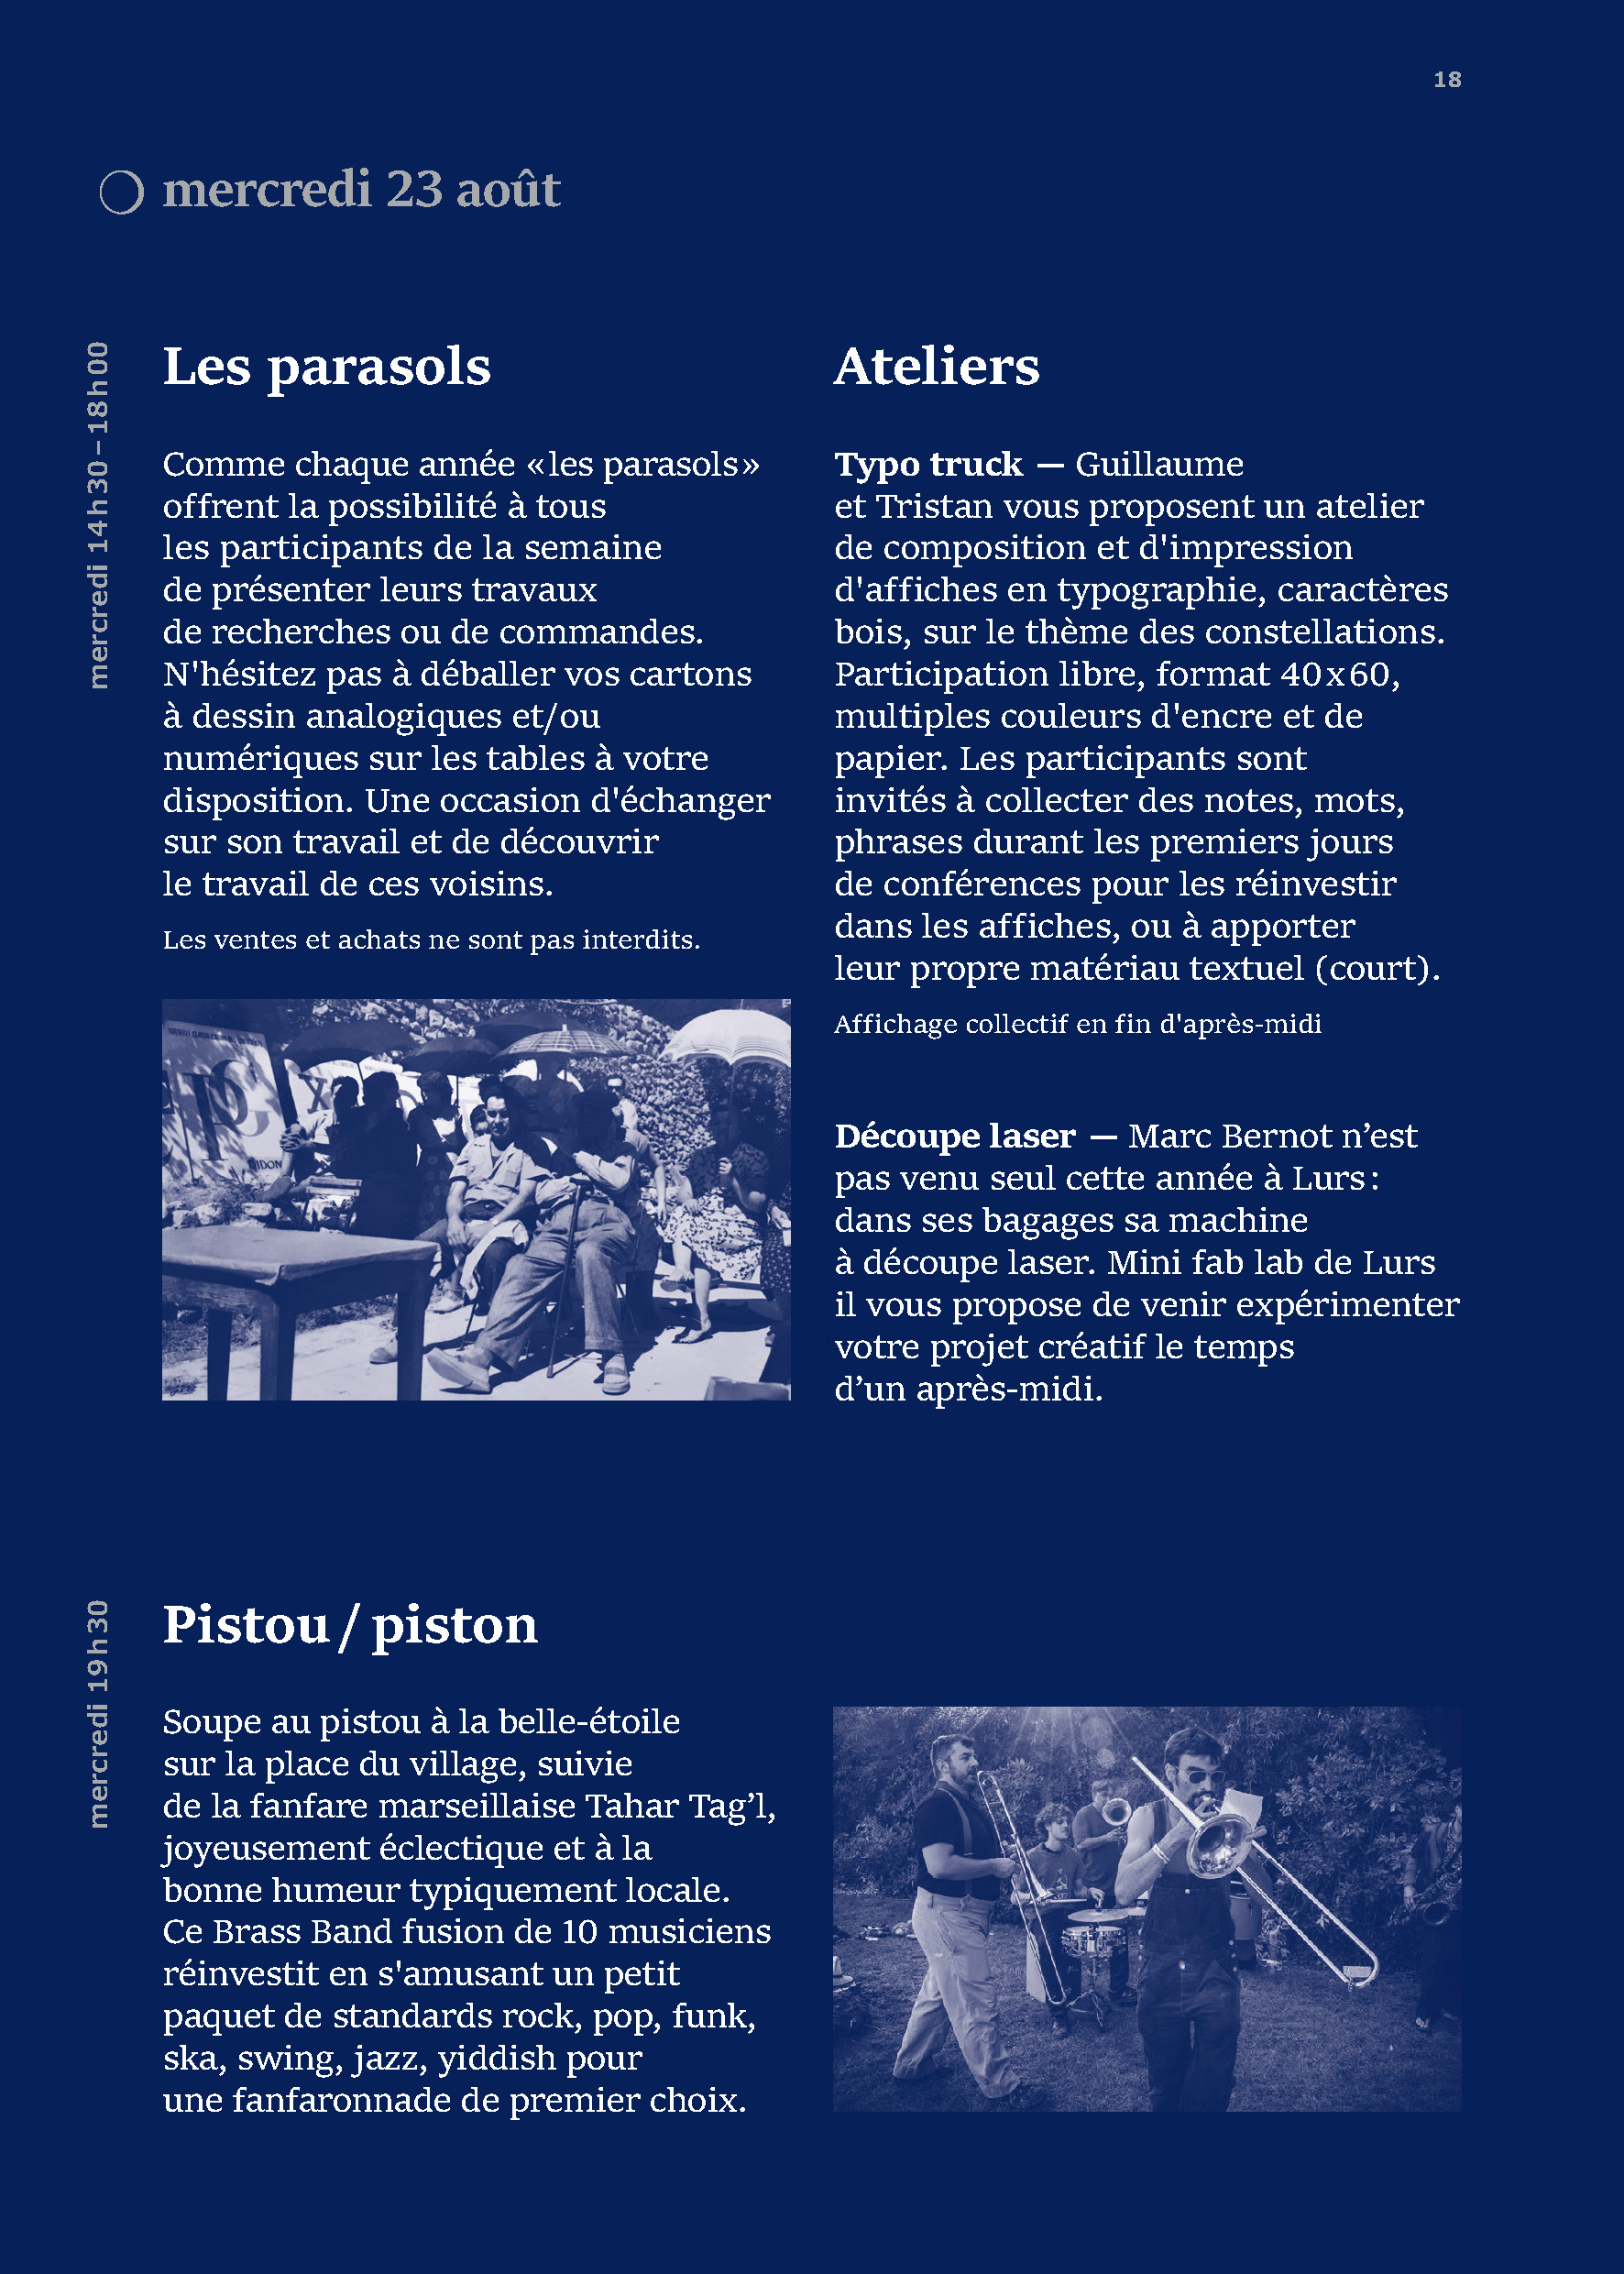 18
mercredi 23 août
mercredi 14 h 30 – 18 h 00
Les parasols
Comme chaque année « les parasols »
offrent la possibilité à tous
les participants de la semaine
de présenter leurs travaux
de recherches ou de commandes.
N'hésitez pas à déballer vos cartons
à dessin analogiques et/ou
numériques sur les tables à votre
disposition. Une occasion d'échanger
sur son travail et de découvrir
le travail de ces voisins.
Les ventes et achats ne sont pas interdits.
Ateliers
Typo truck — Guillaume
et Tristan vous proposent un atelier
de composition et d'impression
d'affiches en typographie, caractères
bois, sur le thème des constellations.
Participation libre, format 40 x 60,
multiples couleurs d'encre et de
papier. Les participants sont
invités à collecter des notes, mots,
phrases durant les premiers jours
de conférences pour les réinvestir
dans les affiches, ou à apporter
leur propre matériau textuel (court).
Affichage collectif en fin d'après-midi
Découpe laser — Marc Bernot n’est
pas venu seul cette année à Lurs :
dans ses bagages sa machine
à découpe laser. Mini fab lab de Lurs
il vous propose de venir expérimenter
votre projet créatif le temps
d’un après-midi.
mercredi 19 h 30
Pistou / piston
Soupe au pistou à la belle-étoile
sur la place du village, suivie
de la fanfare marseillaise Tahar Tag’l,
joyeusement éclectique et à la
bonne humeur typiquement locale.
Ce Brass Band fusion de 10 musiciens
réinvestit en s'amusant un petit
paquet de standards rock, pop, funk,
ska, swing, jazz, yiddish pour
une fanfaronnade de premier choix.